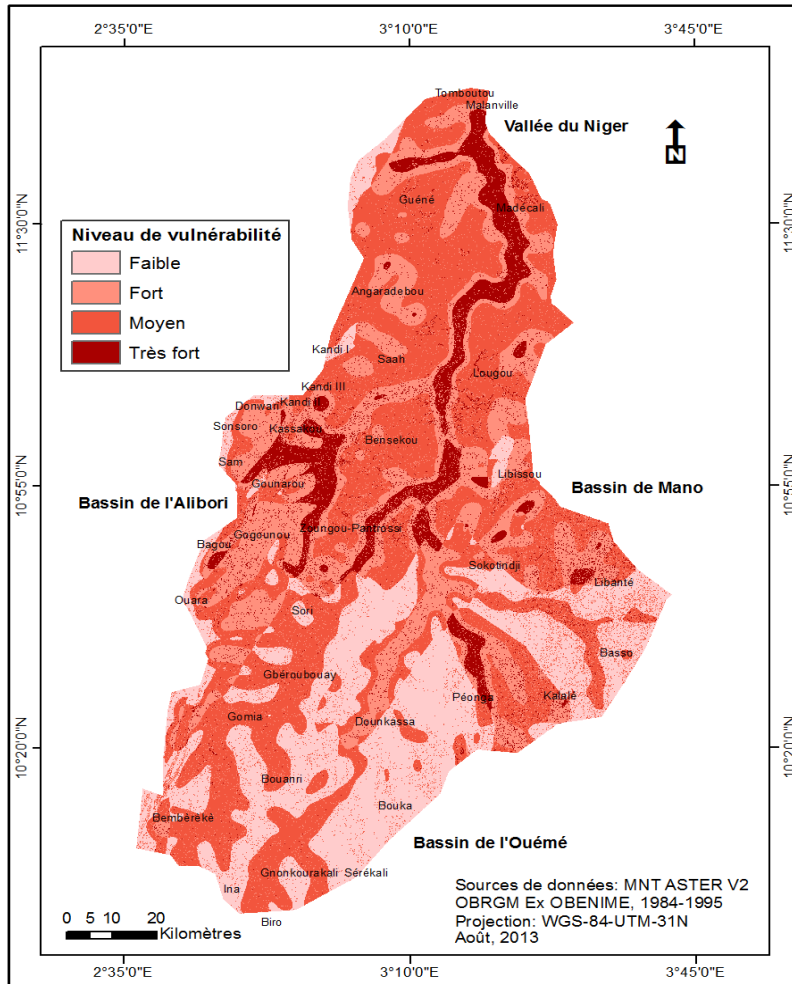 2°35'0"E
3°10'0"E
3°45'0"E
Tomboutou
Malanville
Vallée du Niger
N
Guéné
Madécali
11°30'0"N
11°30'0"N
Niveau de vulnérabilité
Faible
Fort
Moyen
Très fort
Angaradébou
Kandi I
Saah
Lougou
Kandi III
Donwari
Kandi II
Sonsoro
Kassakou
Bensekou
Sam
Libissou
Gounarou
10°55'0"N
10°55'0"N
Bassin de l'Alibori
Bassin de Mano
Zoungou-Pantrossi
Gogounou
Bagou
Sokotindji
Libanté
Ouara
Sori
Basso
Gbéroubouay
Péonga
Kalalé
Gomia
Dounkassa
10°20'0"N
10°20'0"N
Bouanri
Bouka
Bembèrèkè
Bassin de l'Ouémé
Gnonkourakali
Sérékali
Ina
Biro
Sources de données: MNT ASTER V2
OBRGM Ex OBENIME, 1984-1995
Projection: WGS-84-UTM-31N
Août, 2013
0 5 10 20
Kilomètres
2°35'0"E
3°10'0"E
3°45'0"E